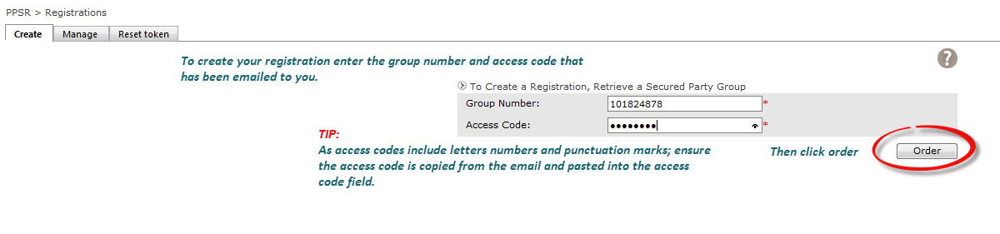 PPSR > Registrations
Create Manage Reset token
To create your registration enter the group number and access code that
has been emailed to you.
?
To Create a Registration, Retrieve a Secured Party Group
Group Number: 101824878 *
Access Code: ●●●●●●●● *
TIP:
As access codes include letters numbers and punctuation marks; ensure
the access code is copied from the email and pasted into the access
code field.
Then click order Order